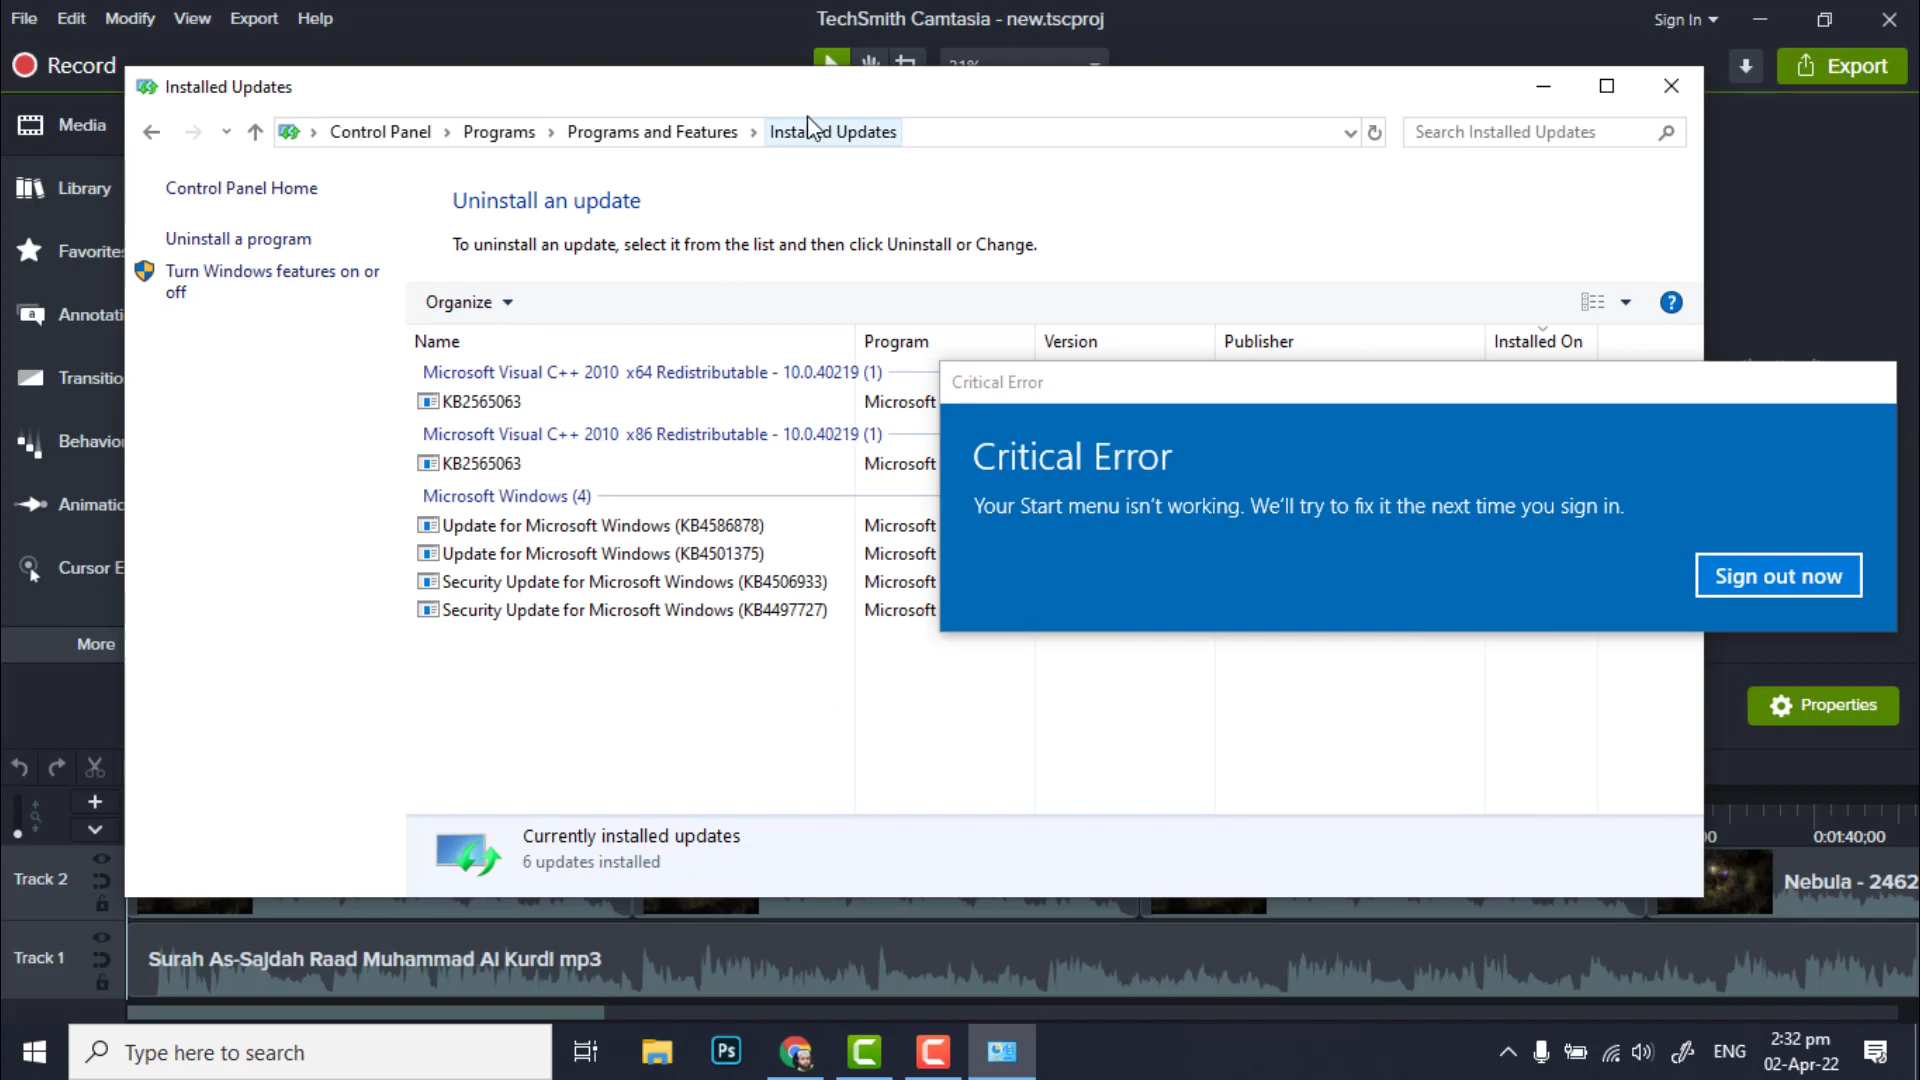 File Edit Modify View Export Help
TechSmith Camtasia - new.tscproj
Sign In
Record
Export
Media
Library
Favorites
Annotati
Transitio
Behavio
Animatic
Cursor E
More
Installed Updates
Control Panel > Programs > Programs and Features > Installed Updates
Search Installed Updates
Control Panel Home
Uninstall a program
Turn Windows features on or
off
Uninstall an update
To uninstall an update, select it from the list and then click Uninstall or Change.
Organize
Name Program Version Publisher Installed On
Microsoft Visual C++ 2010 x64 Redistributable - 10.0.40219 (1)
KB2565063 Microsoft
Microsoft Visual C++ 2010 x86 Redistributable - 10.0.40219 (1)
KB2565063 Microsoft
Microsoft Windows (4)
Update for Microsoft Windows (KB4586878) Microsoft
Update for Microsoft Windows (KB4501375) Microsoft
Security Update for Microsoft Windows (KB4506933) Microsoft
Security Update for Microsoft Windows (KB4497727) Microsoft
Critical Error
Critical Error
Your Start menu isn't working. We'll try to fix it the next time you sign in.
Sign out now
Currently installed updates
6 updates installed
Properties
0:01:40;00
Track 2
Nebula - 2462
Track 1
Surah As-Sajdah Raad Muhammad Al Kurdi mp3
Type here to search
Ps
ENG
2:32 pm
02-Apr-22